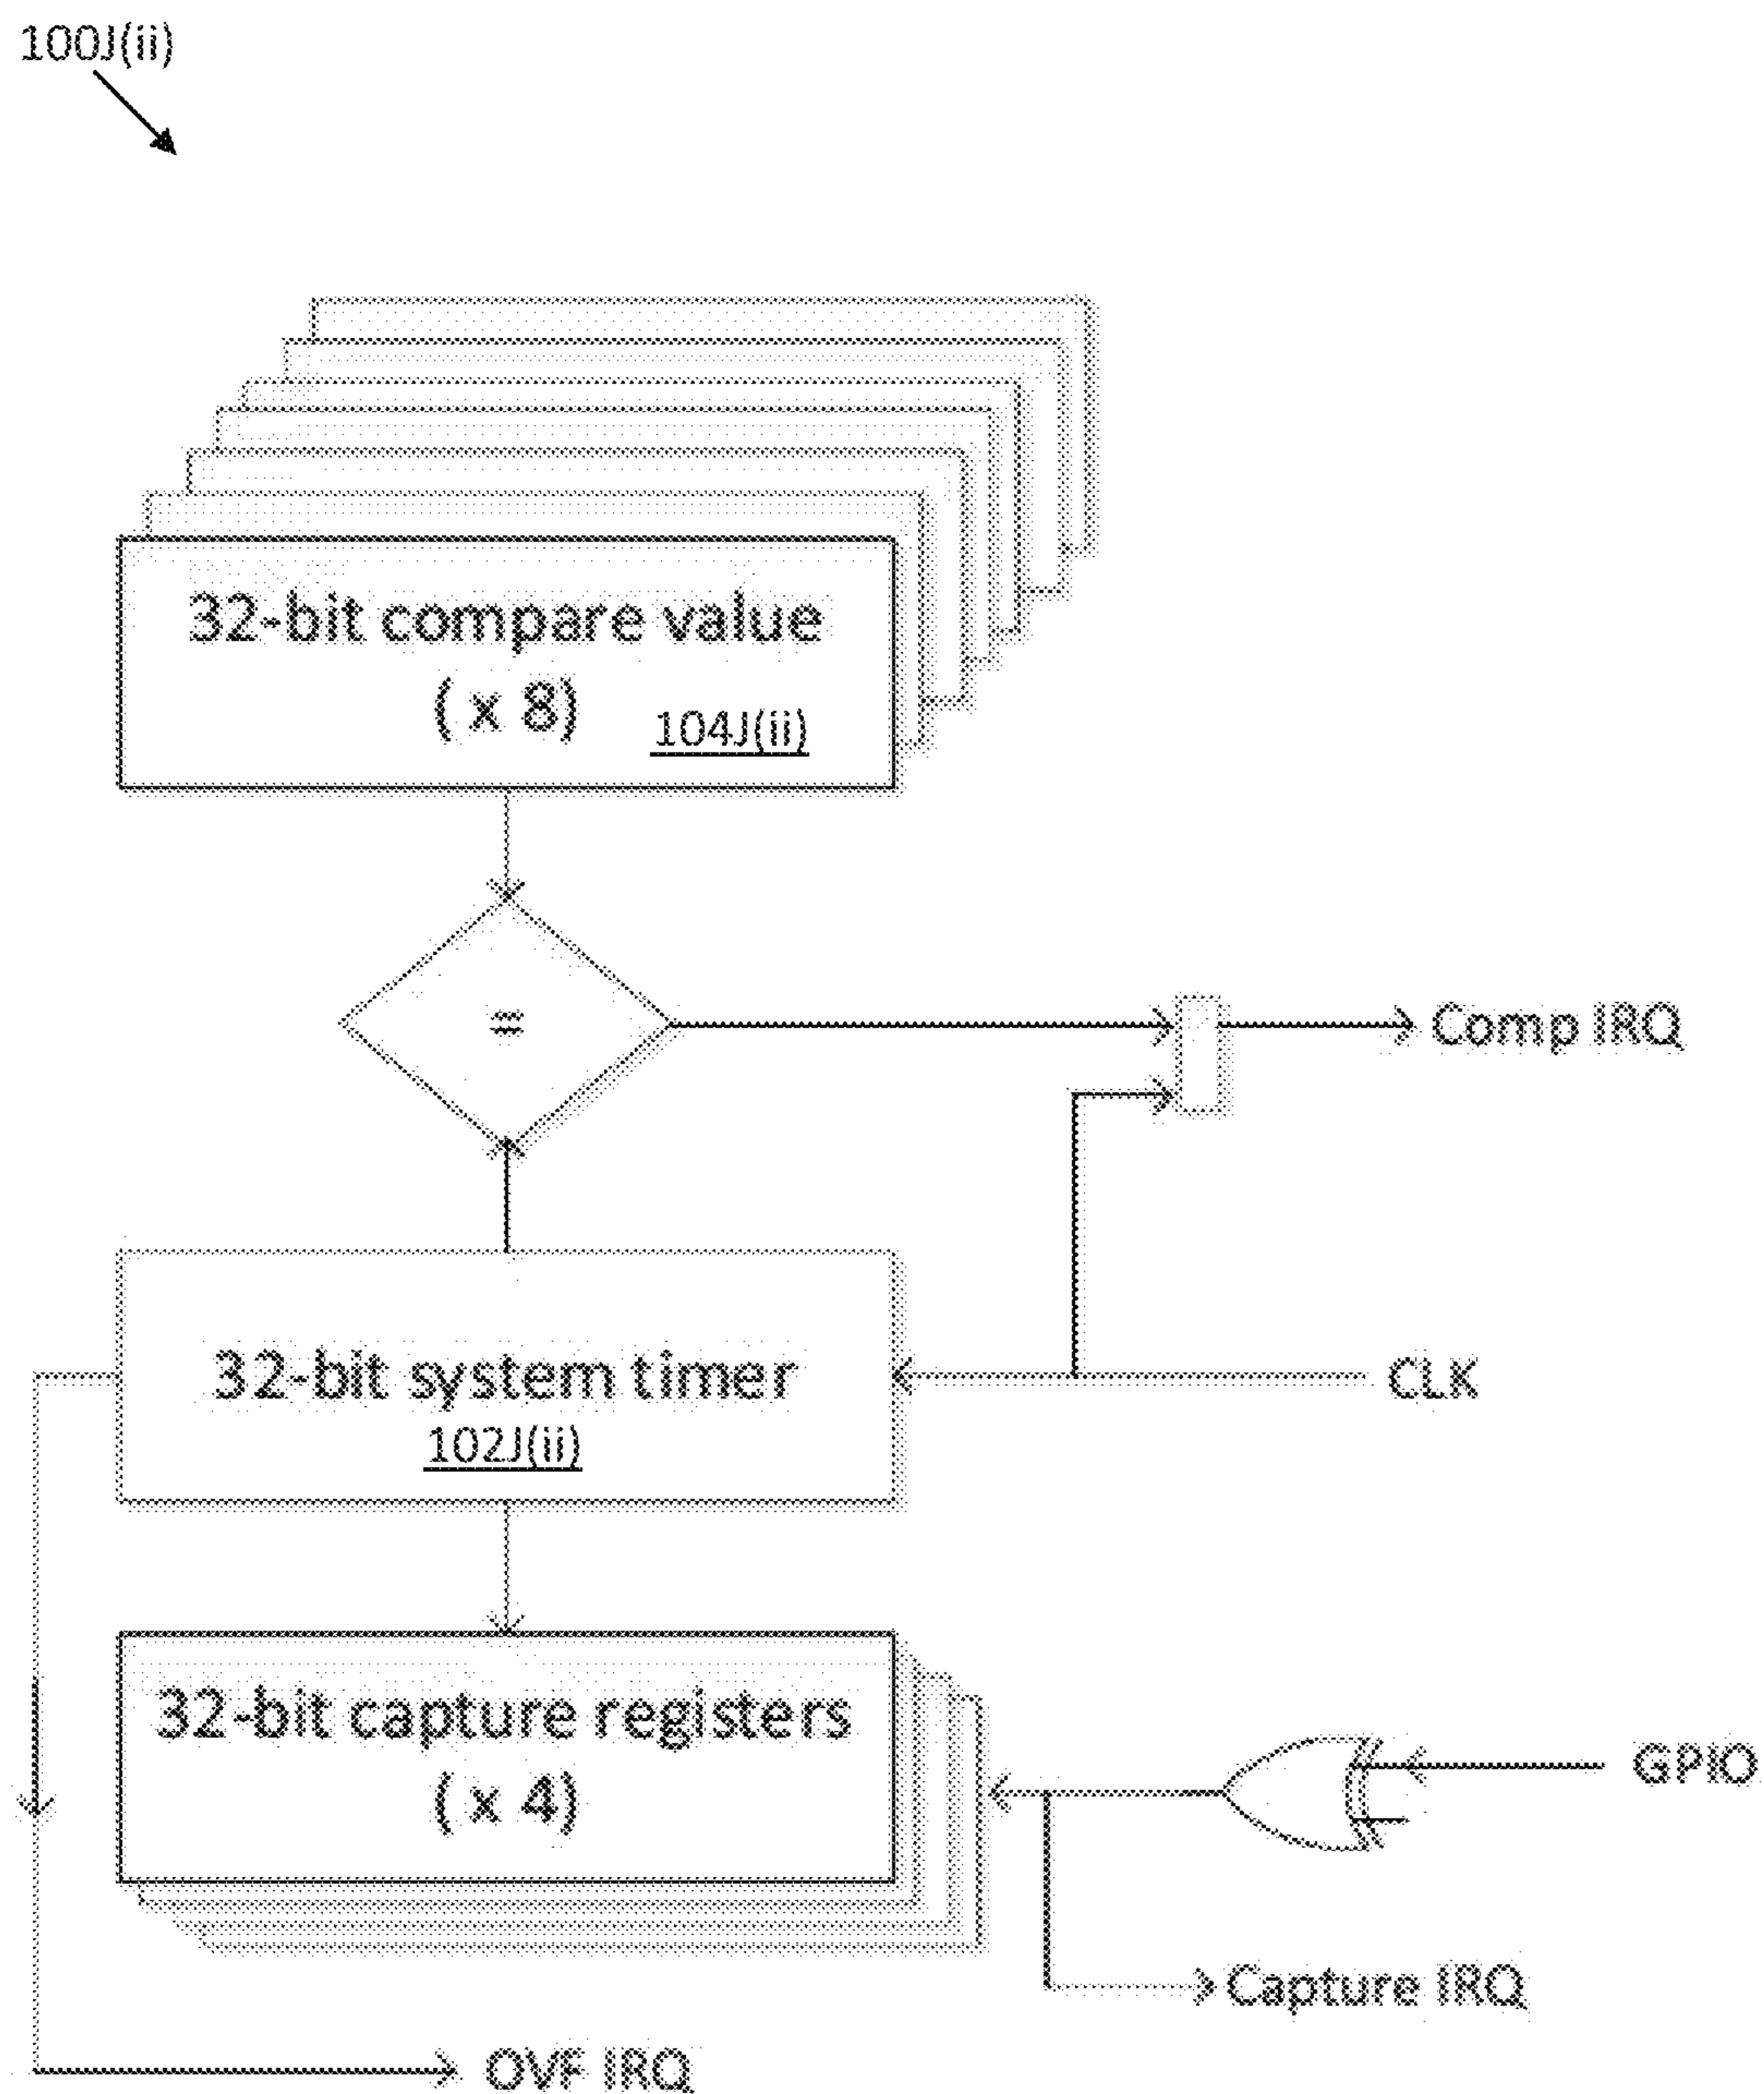 100J(ii)
32-bit compare value
( x 8)
104J(ii)
=
Comp IRQ
32-bit system timer
102J(ii)
CLK
32-bit capture registers
( x 4)
GPIO
Capture IRQ
OVF IRQ